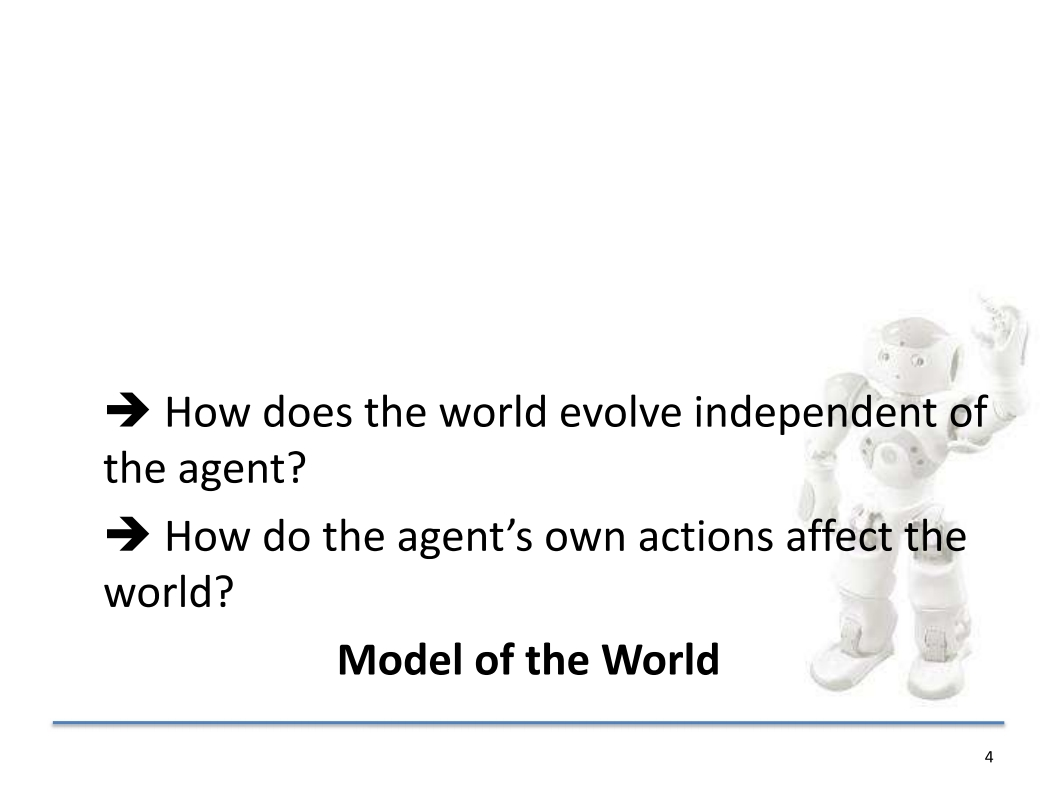 ➔ How does the world evolve independent of
the agent?
➔ How do the agent’s own actions affect the
world?
Model of the World
4